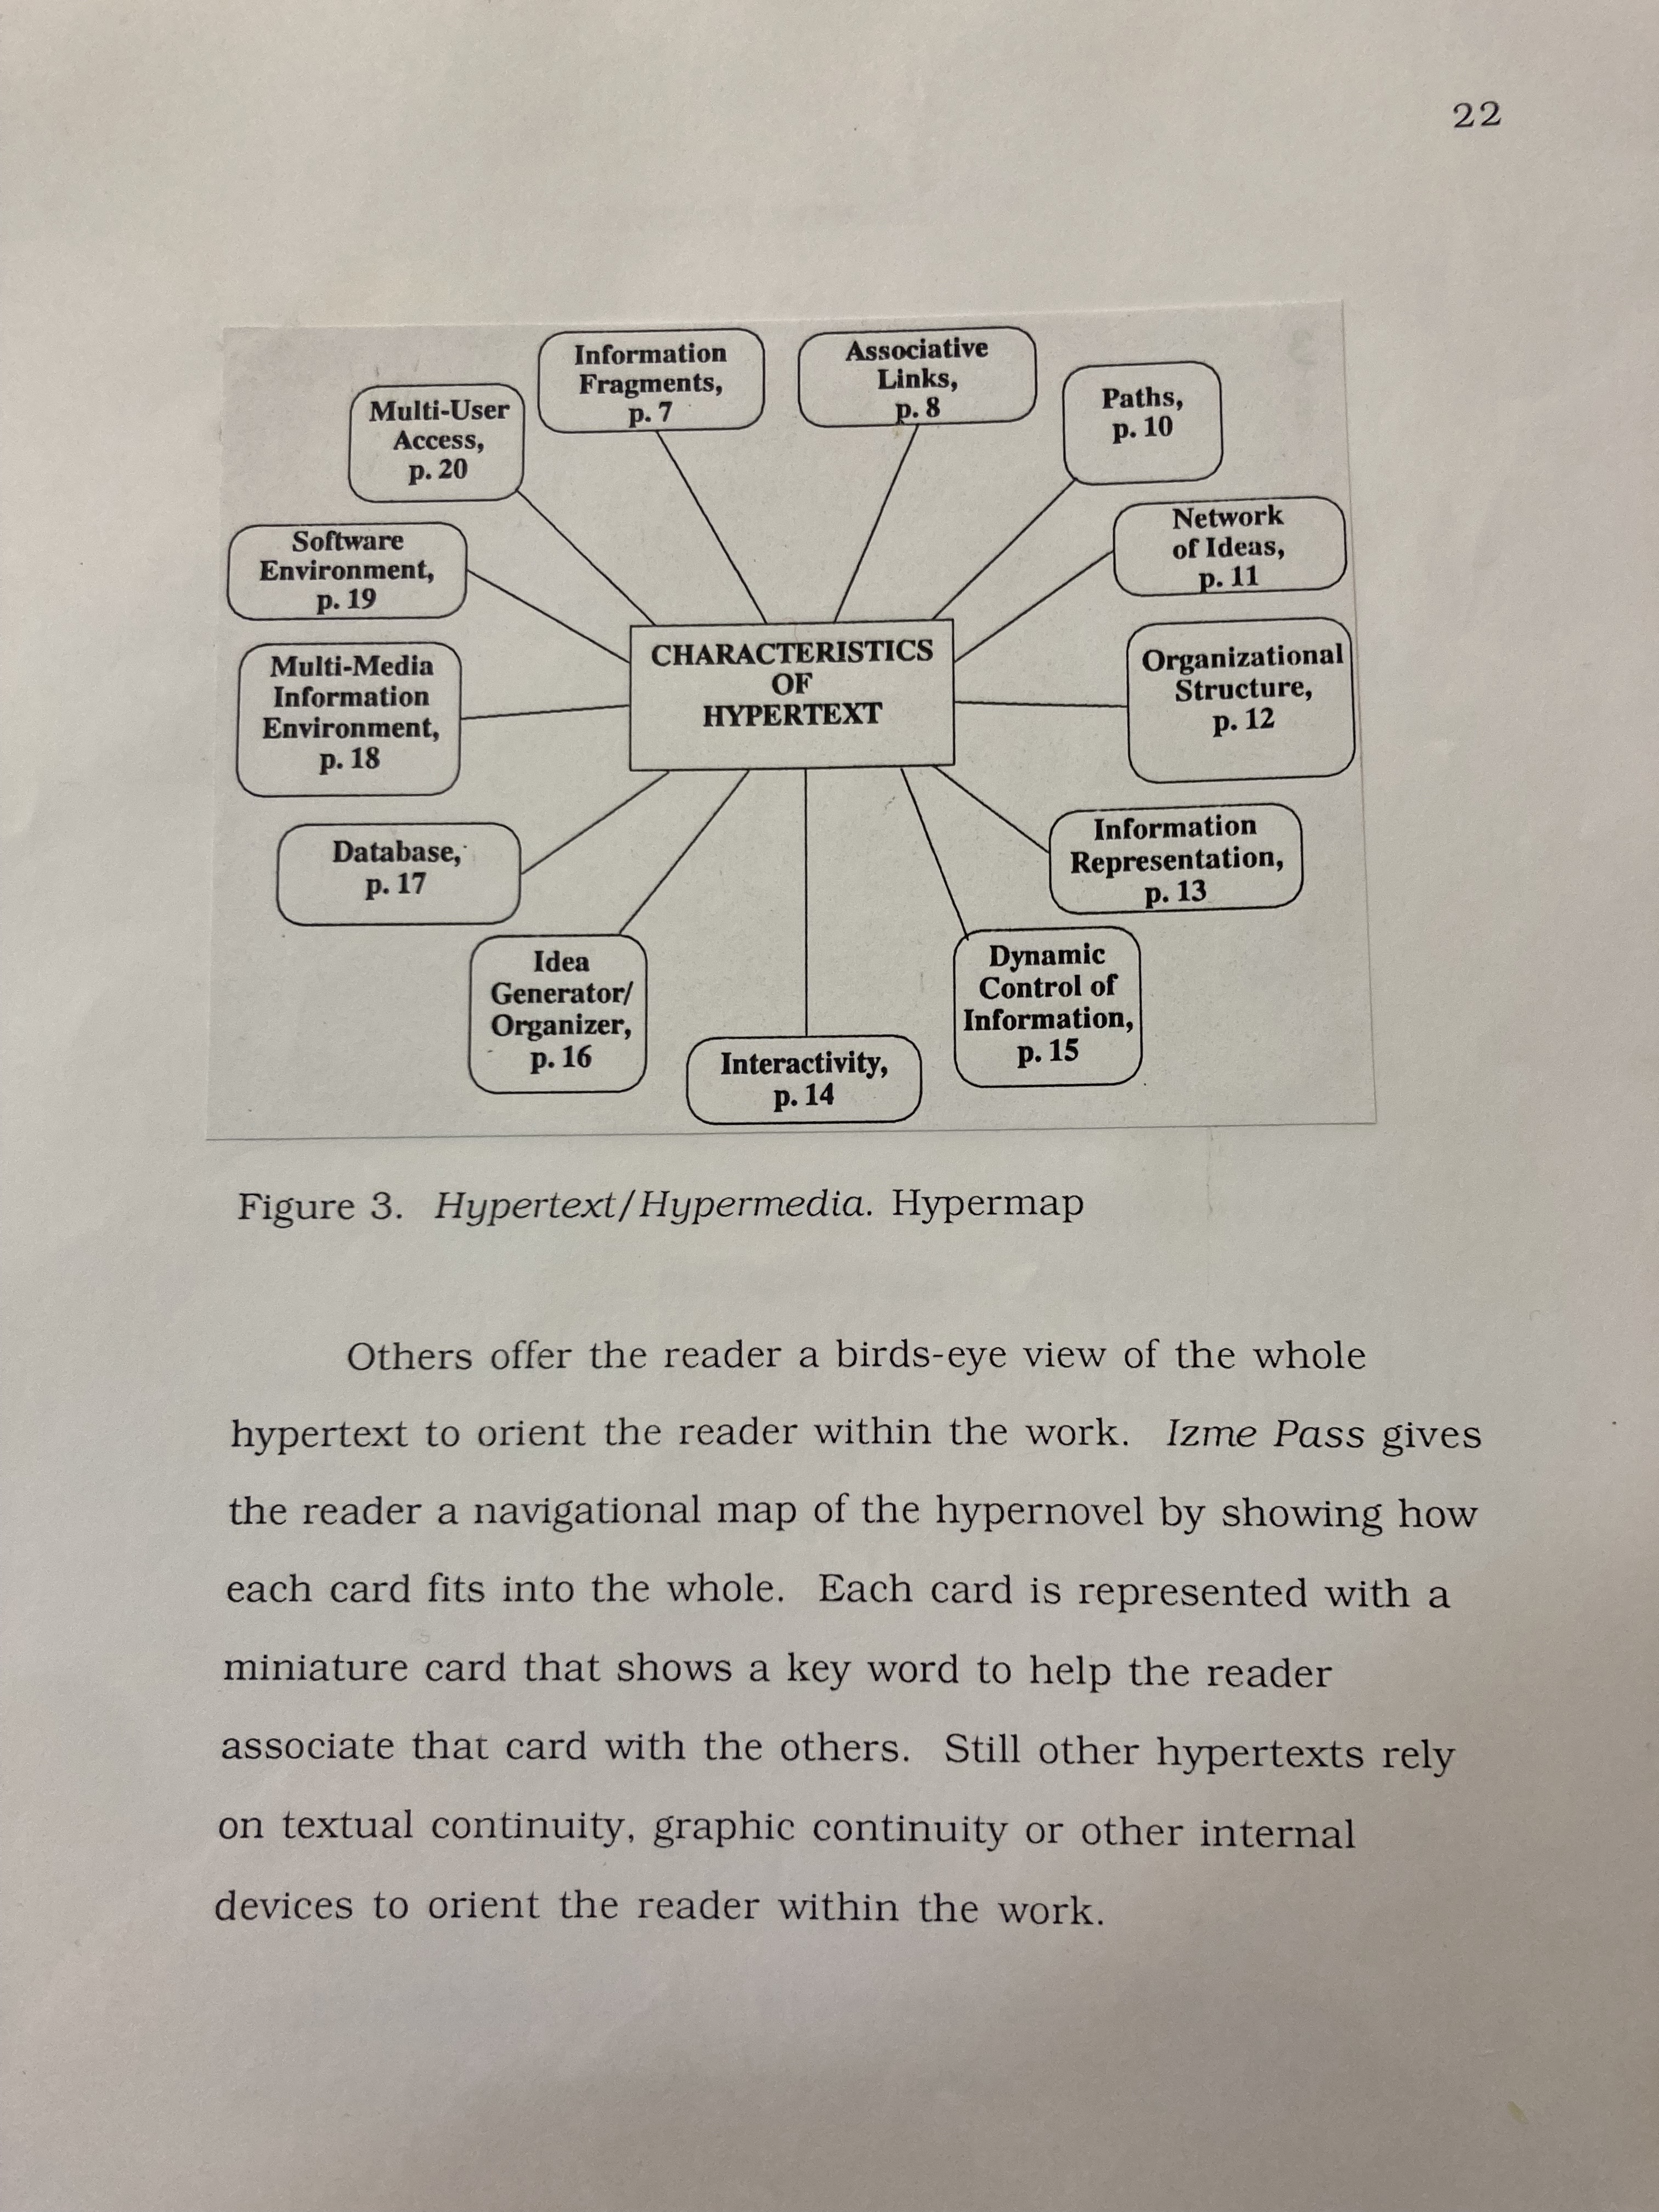 22
Information
Fragments,
p. 7
Associative
Links,
p. 8
Paths,
p. 10
Multi-User
Access,
p. 20
Network
of Ideas,
p. 11
Software
Environment,
p. 19
CHARACTERISTICS
OF
HYPERTEXT
Organizational
Structure,
p. 12
Multi-Media
Information
Environment,
p. 18
Information
Representation,
p. 13
Database,
p. 17
Dynamic
Control of
Information,
p. 15
Idea
Generator/
Organizer,
p. 16
Interactivity,
p. 14
Figure 3. Hypertext/Hypermedia. Hypermap
Others offer the reader a birds-eye view of the whole
hypertext to orient the reader within the work. Izme Pass gives
the reader a navigational map of the hypernovel by showing how
each card fits into the whole. Each card is represented with a
miniature card that shows a key word to help the reader
associate that card with the others. Still other hypertexts rely
on textual continuity, graphic continuity or other internal
devices to orient the reader within the work.